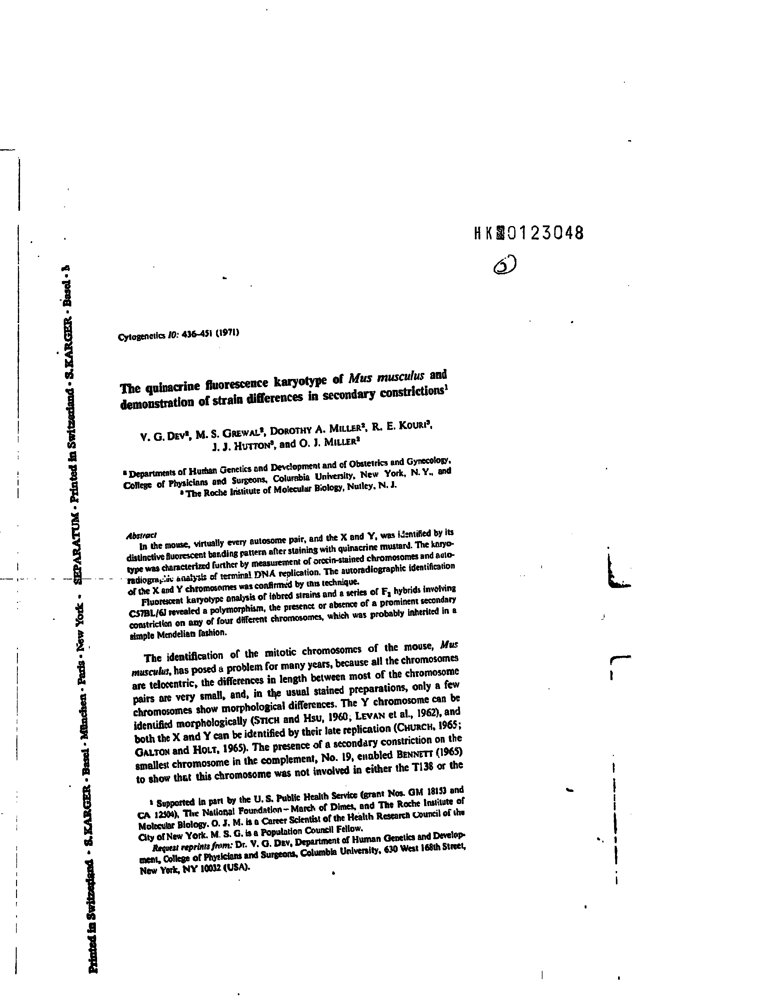 HK 0123048
Cytogenetics 10: 436-451 (1971)
The quinacrine fluorescence karyotype of Mus musculus and
demonstration of strain differences in secondary constrictions¹
V. G. DEV², M. S. GREWAL², DOROTHY A. MILLER², R. E. KOURI³,
J. J. HUTTON³, and O. J. MILLER²
² Departments of Human Genetics and Development and of Obstetrics and Gynecology,
College of Physicians and Surgeons, Columbia University, New York, N. Y., and
³ The Roche Institute of Molecular Biology, Nutley, N. J.
Abstract
In the mouse, virtually every autosome pair, and the X and Y, was identified by its
distinctive fluorescent banding pattern after staining with quinacrine mustard. The karyo-
type was characterized further by measurement of orcein-stained chromosomes and auto-
radiographic analysis of terminal DNA replication. The autoradiographic identification
of the X and Y chromosomes was confirmed by this technique.
Fluorescent karyotype analysis of inbred strains and a series of F₁ hybrids involving
C57BL/6J revealed a polymorphism, the presence or absence of a prominent secondary
constriction on any of four different chromosomes, which was probably inherited in a
simple Mendelian fashion.
The identification of the mitotic chromosomes of the mouse, Mus
musculus, has posed a problem for many years, because all the chromosomes
are telocentric, the differences in length between most of the chromosome
pairs are very small, and, in the usual stained preparations, only a few
chromosomes show morphological differences. The Y chromosome can be
identified morphologically (STICH and HSU, 1960, LEVAN et al., 1962), and
both the X and Y can be identified by their late replication (CHURCH, 1965;
GALTON and HOLT, 1965). The presence of a secondary constriction on the
smallest chromosome in the complement, No. 19, enabled BENNETT (1965)
to show that this chromosome was not involved in either the T138 or the
¹ Supported in part by the U. S. Public Health Service (grant Nos. GM 18153 and
CA 12504), The National Foundation – March of Dimes, and The Roche Institute of
Molecular Biology. O. J. M. is a Career Scientist of the Health Research Council of the
City of New York. M. S. G. is a Population Council Fellow.
Request reprints from: Dr. V. G. DEV, Department of Human Genetics and Develop-
ment, College of Physicians and Surgeons, Columbia University, 630 West 168th Street,
New York, NY 10032 (USA).
Printed in Switzerland · S. KARGER · Basel · München · Paris · New York · SEPARATUM · Printed in Switzerland · S. KARGER · Basel ·